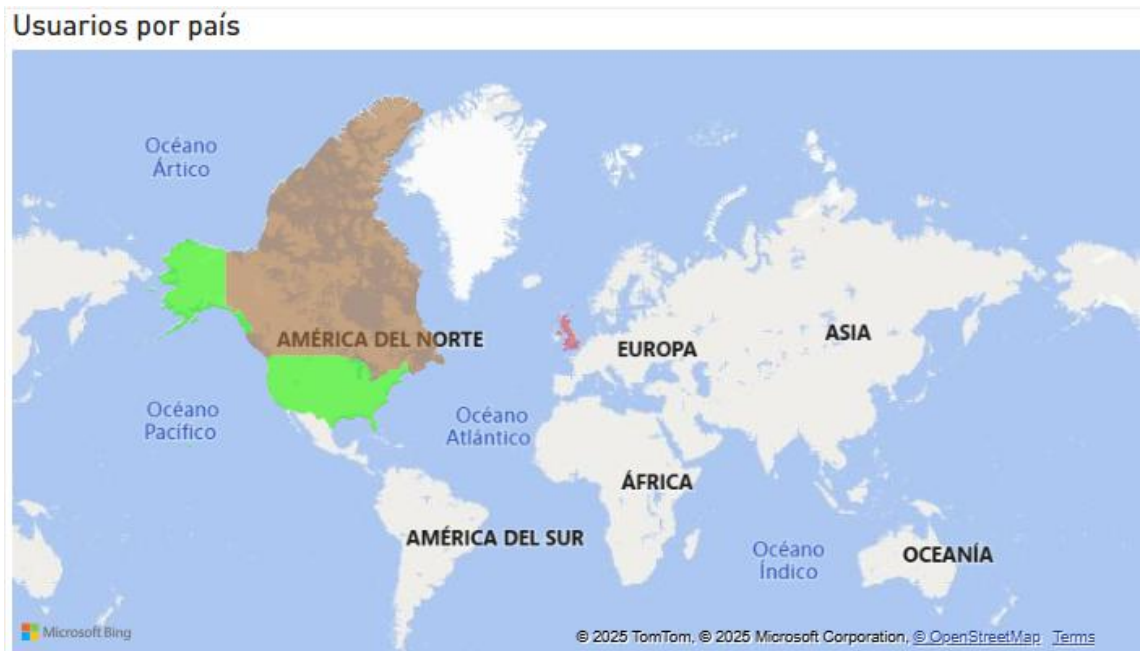 Usuarios por país
Océano
Ártico
AMÉRICA DEL NORTE
EUROPA
ASIA
Océano
Pacífico
Océano
Atlántico
ÁFRICA
AMÉRICA DEL SUR
Océano
Índico
OCEANÍA
Microsoft Bing
© 2025 TomTom, © 2025 Microsoft Corporation, © OpenStreetMap Terms